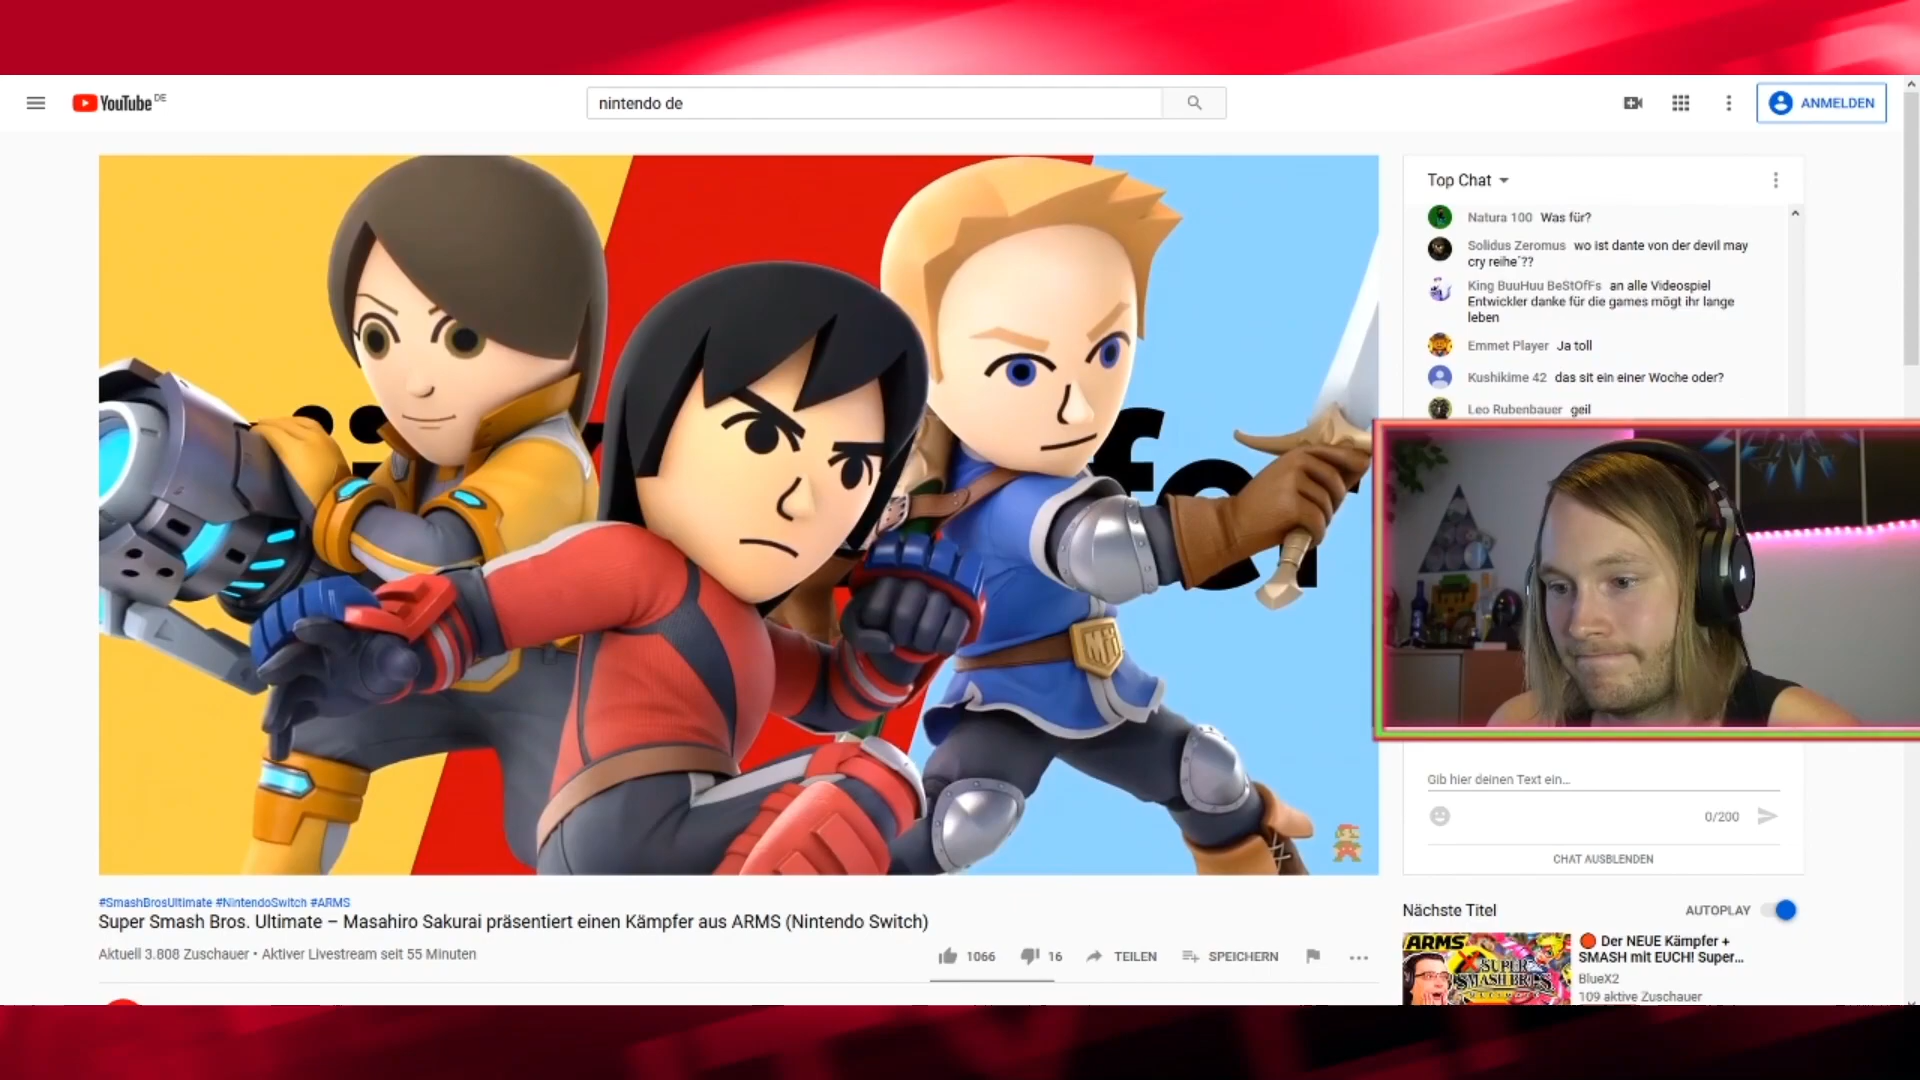 YouTube DE
nintendo de
ANMELDEN
Top Chat
Natura 100 Was für?
Solidus Zeromus wo ist dante von der devil may
cry reihe´??
King BuuHuu BeStOfFs an alle Videospiel
Entwickler danke für die games mögt ihr lange
leben
Emmet Player Ja toll
Kushikime 42 das sit ein einer Woche oder?
Leo Rubenbauer geil
Gib hier deinen Text ein...
0/200
CHAT AUSBLENDEN
#SmashBrosUltimate #NintendoSwitch #ARMS
Super Smash Bros. Ultimate – Masahiro Sakurai präsentiert einen Kämpfer aus ARMS (Nintendo Switch)
Aktuell 3.808 Zuschauer • Aktiver Livestream seit 55 Minuten
1066
16
TEILEN
SPEICHERN
Nächste Titel
AUTOPLAY
ARMS
SUPER
SMASH BROS.
ULTIMATE
Der NEUE Kämpfer +
SMASH mit EUCH! Super...
BlueX2
109 aktive Zuschauer